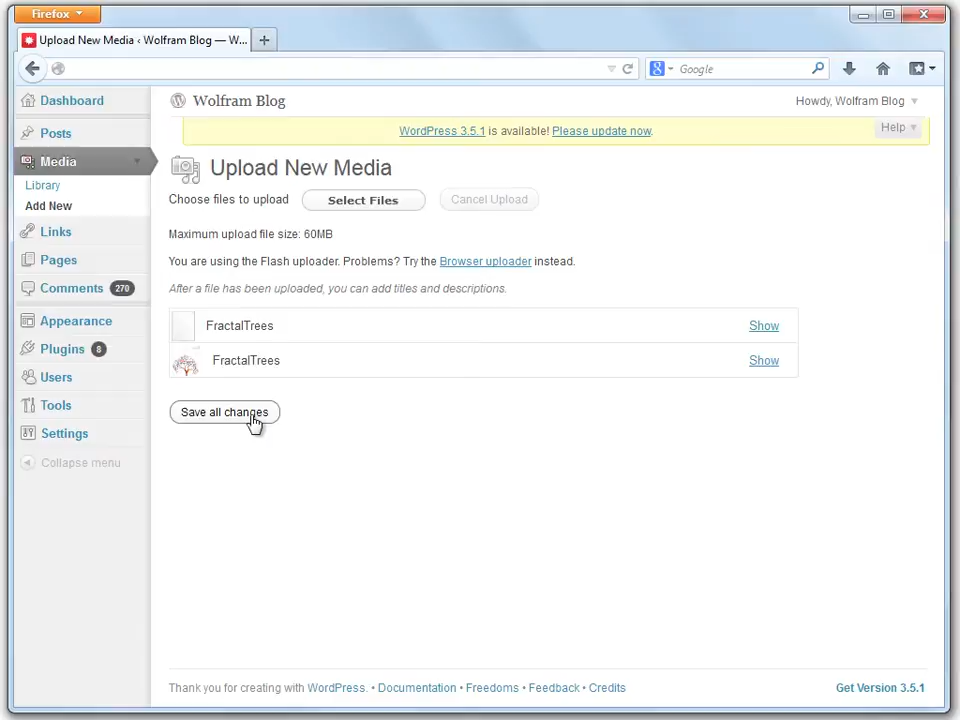 Firefox
Upload New Media ‹ Wolfram Blog — W...
Google
Dashboard
Posts
Media
Library
Add New
Links
Pages
Comments 270
Appearance
Plugins 8
Users
Tools
Settings
Collapse menu
Wolfram Blog
Howdy, Wolfram Blog
WordPress 3.5.1 is available! Please update now.
Help
Upload New Media
Choose files to upload Select Files Cancel Upload
Maximum upload file size: 60MB
You are using the Flash uploader. Problems? Try the Browser uploader instead.
After a file has been uploaded, you can add titles and descriptions.
FractalTrees Show
FractalTrees Show
Save all changes
Thank you for creating with WordPress. • Documentation • Freedoms • Feedback • Credits
Get Version 3.5.1